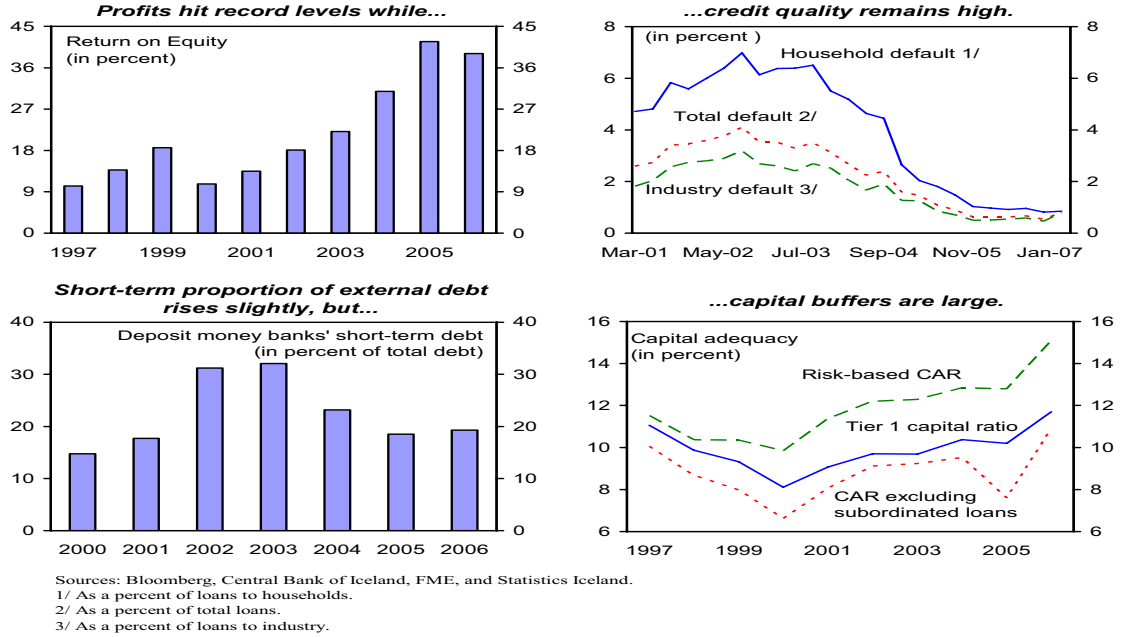 Profits hit record levels while...
45 45
Return on Equity
(in percent)
36 36
27 27
18 18
9 9
0 0
1997 1999 2001 2003 2005
...credit quality remains high.
8 8
(in percent )
Household default 1/
6 6
Total default 2/
4 4
Industry default 3/
2 2
0 0
Mar-01 May-02 Jul-03 Sep-04 Nov-05 Jan-07
Short-term proportion of external debt
rises slightly, but...
40 40
Deposit money banks' short-term debt
(in percent of total debt)
30 30
20 20
10 10
0 0
2000 2001 2002 2003 2004 2005 2006
...capital buffers are large.
16 16
Capital adequacy
(in percent)
14 14
Risk-based CAR
12 12
Tier 1 capital ratio
10 10
8 8
CAR excluding
subordinated loans
6 6
1997 1999 2001 2003 2005
Sources: Bloomberg, Central Bank of Iceland, FME, and Statistics Iceland.
1/ As a percent of loans to households.
2/ As a percent of total loans.
3/ As a percent of loans to industry.